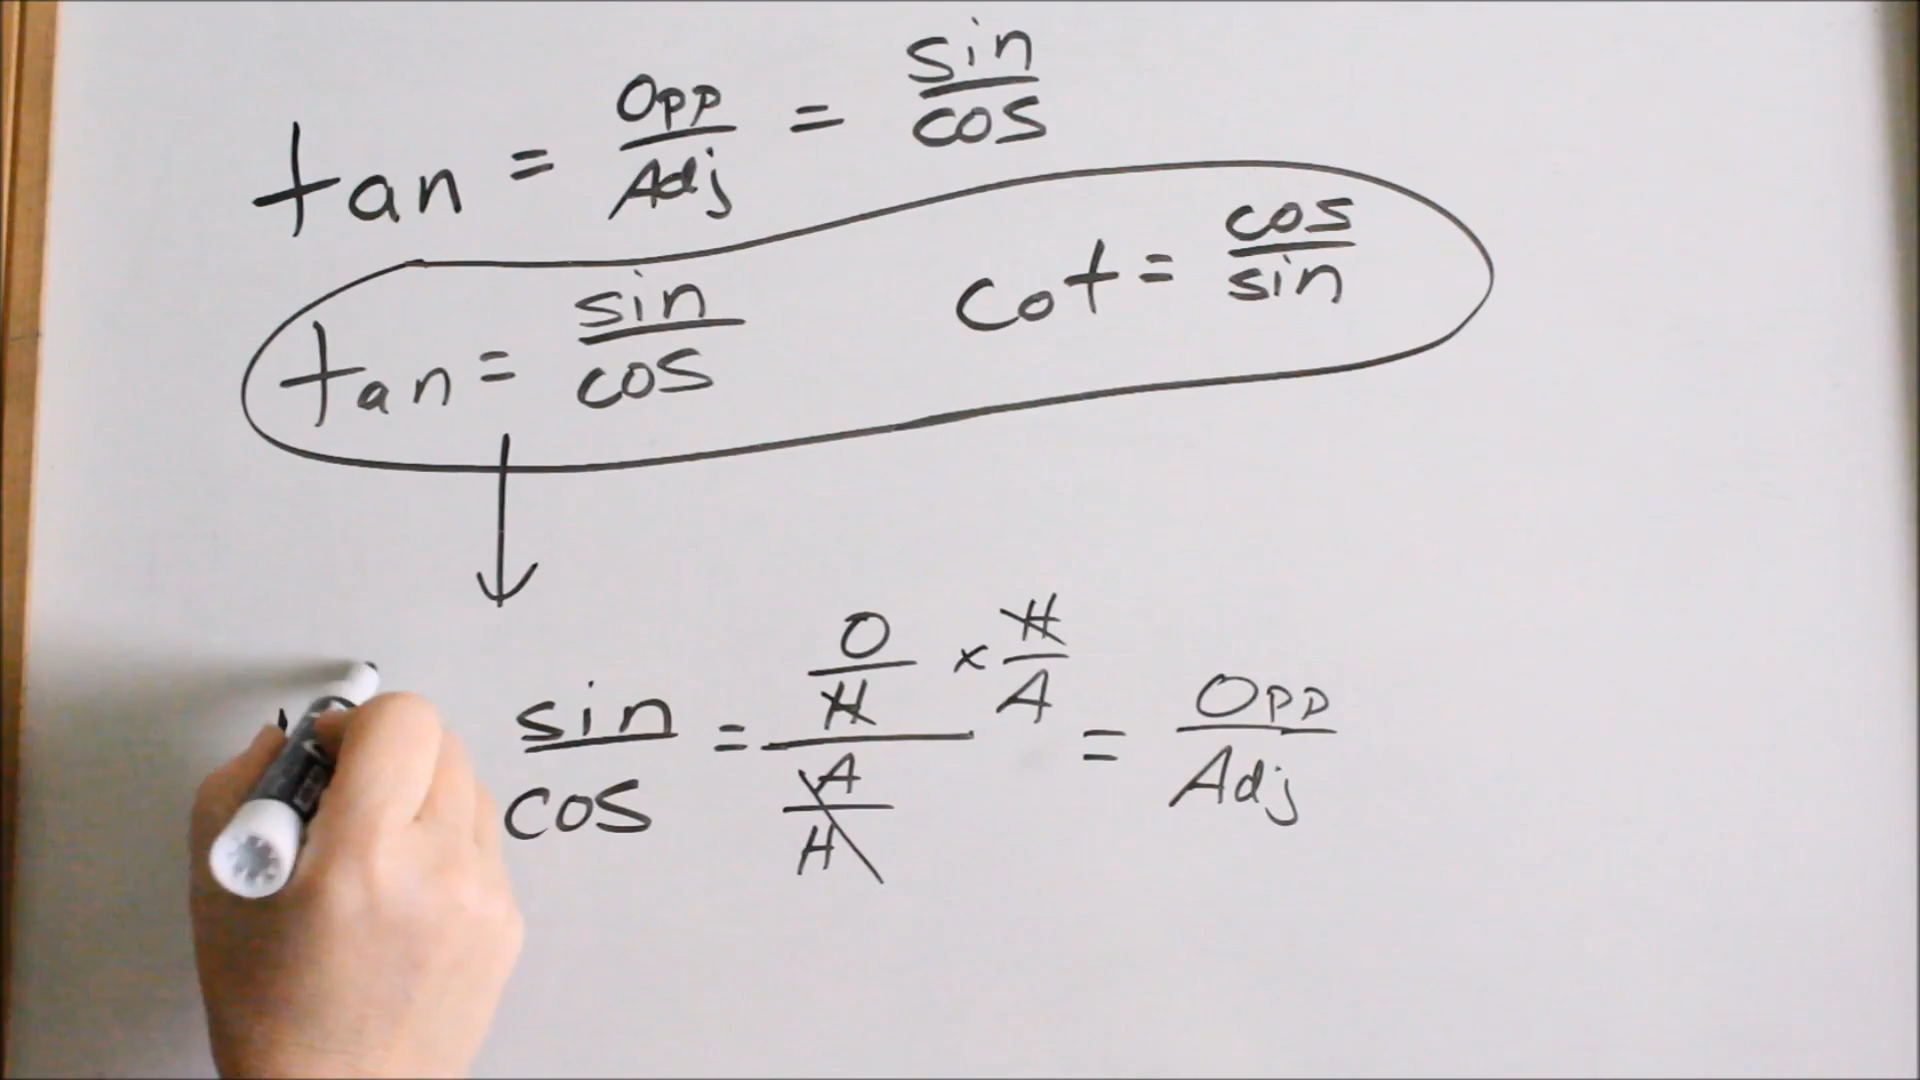 tan = Opp/Adj = sin/cos
tan = sin/cos
cot = cos/sin
sin/cos = O/H × H/A / A/H = Opp/Adj